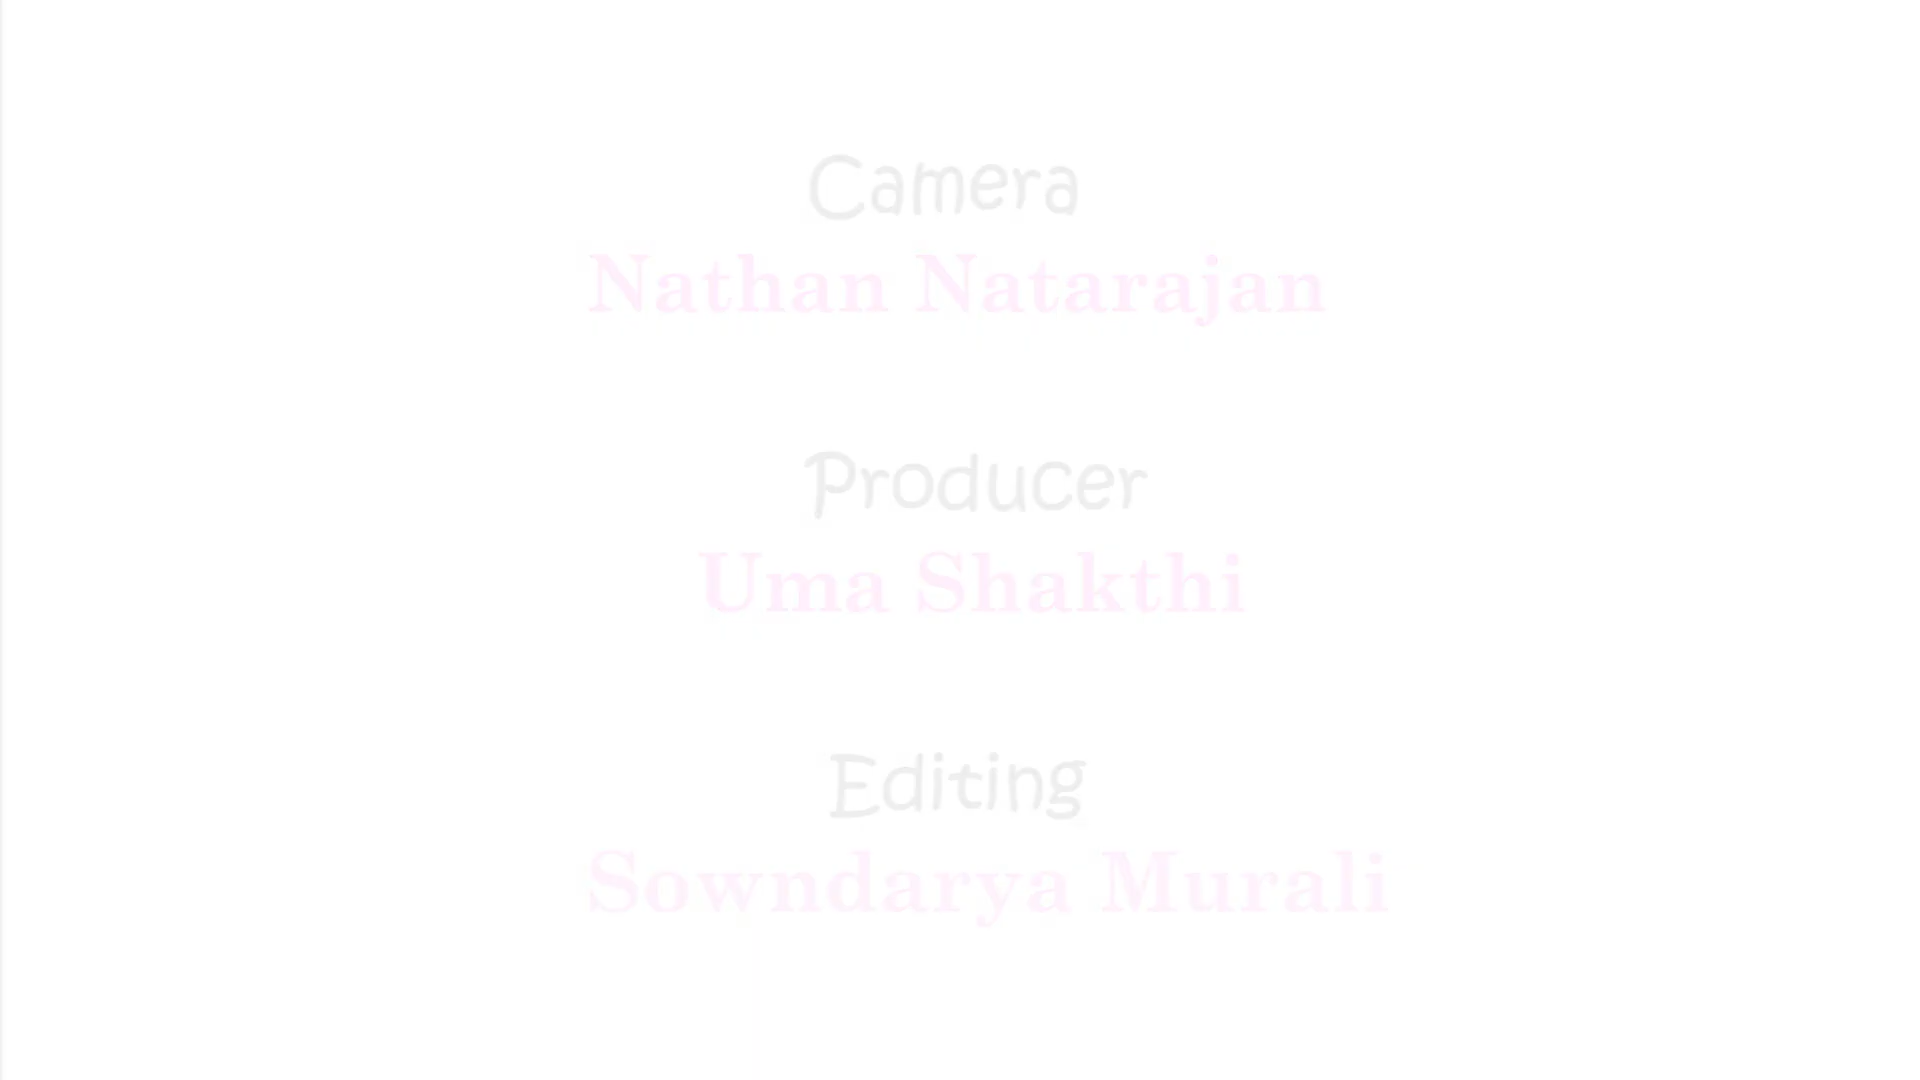 Camera
Nathan Natarajan
Producer
Uma Shakthi
Editing
Sowndarya Murali